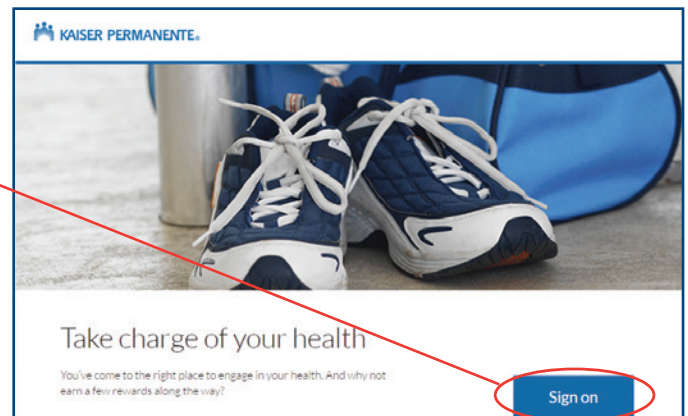 KAISER PERMANENTE®
Take charge of your health
You've come to the right place to engage in your health. And why not
earn a few rewards along the way?
Sign on